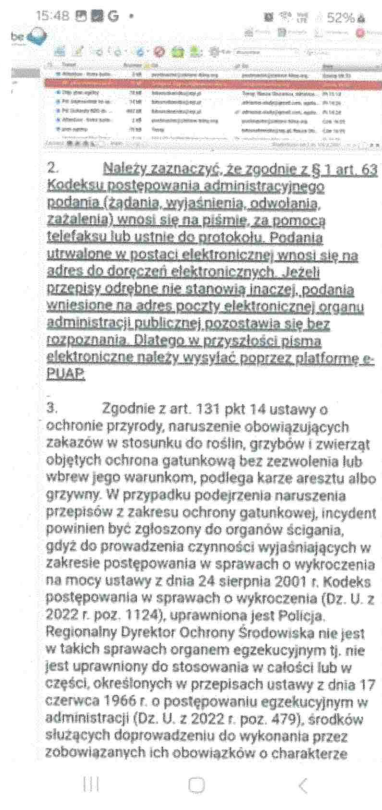 15:48 G • 52%
be
2. Należy zaznaczyć, że zgodnie z § 1 art. 63
Kodeksu postępowania administracyjnego
podania (żądania, wyjaśnienia, odwołania,
zażalenia) wnosi się na piśmie, za pomocą
telefaksu lub ustnie do protokołu. Podania
utrwalone w postaci elektronicznej wnosi się na
adres do doręczeń elektronicznych. Jeżeli
przepisy odrębne nie stanowią inaczej, podania
wniesione na adres poczty elektronicznej organu
administracji publicznej pozostawia się bez
rozpoznania. Dlatego w przyszłości pisma
elektroniczne należy wysyłać poprzez platformę e-
PUAP.
3. Zgodnie z art. 131 pkt 14 ustawy o
ochronie przyrody, naruszenie obowiązujących
zakazów w stosunku do roślin, grzybów i zwierząt
objętych ochrona gatunkową bez zezwolenia lub
wbrew jego warunkom, podlega karze aresztu albo
grzywny. W przypadku podejrzenia naruszenia
przepisów z zakresu ochrony gatunkowej, incydent
powinien być zgłoszony do organów ścigania,
gdyż do prowadzenia czynności wyjaśniających w
zakresie postępowania w sprawach o wykroczenia
na mocy ustawy z dnia 24 sierpnia 2001 r. Kodeks
postępowania w sprawach o wykroczenia (Dz. U. z
2022 r. poz. 1124), uprawniona jest Policja.
Regionalny Dyrektor Ochrony Środowiska nie jest
w takich sprawach organem egzekucyjnym tj. nie
jest uprawniony do stosowania w całości lub w
części, określonych w przepisach ustawy z dnia 17
czerwca 1966 r. o postępowaniu egzekucyjnym w
administracji (Dz. U. z 2022 r. poz. 479), środków
służących doprowadzeniu do wykonania przez
zobowiązanych ich obowiązków o charakterze